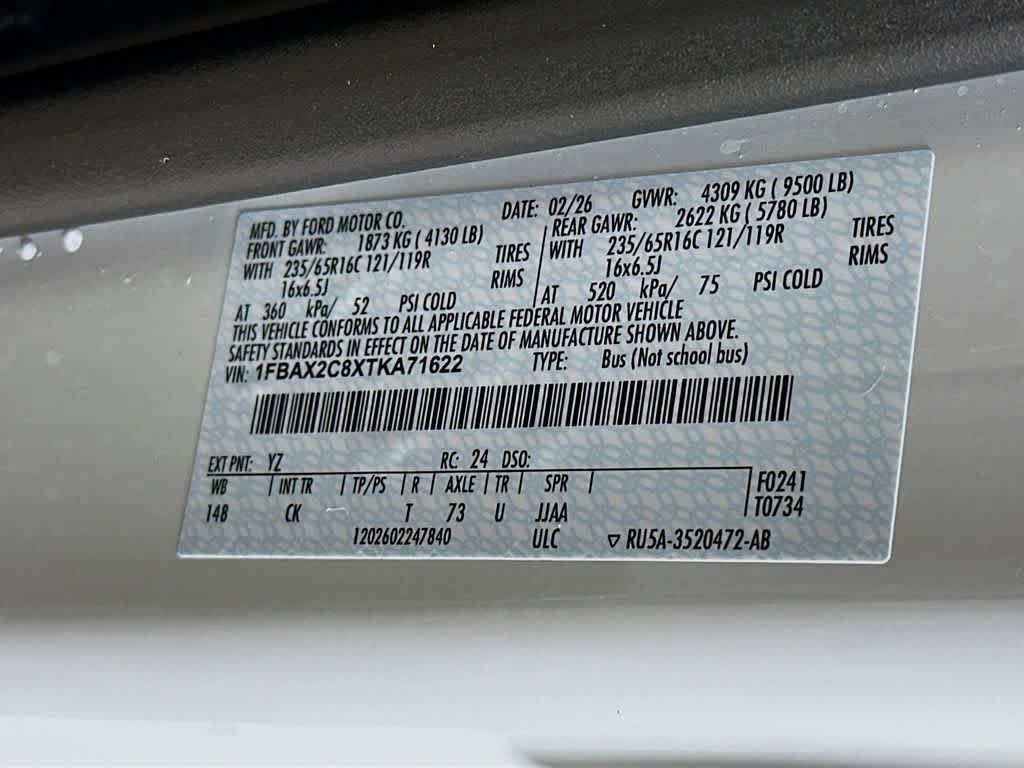 MFD. BY FORD MOTOR CO. DATE: 02/26 GVWR: 4309 KG ( 9500 LB)
FRONT GAWR: 1873 KG ( 4130 LB) REAR GAWR: 2622 KG ( 5780 LB)
WITH 235/65R16C 121/119R TIRES WITH 235/65R16C 121/119R TIRES
16x6.5J RIMS 16x6.5J RIMS
AT 360 kPa/ 52 PSI COLD AT 520 kPa/ 75 PSI COLD
THIS VEHICLE CONFORMS TO ALL APPLICABLE FEDERAL MOTOR VEHICLE
SAFETY STANDARDS IN EFFECT ON THE DATE OF MANUFACTURE SHOWN ABOVE.
VIN: 1FBAX2C8XTKA71622 TYPE: Bus (Not school bus)
EXT PNT: YZ RC: 24 DSO:
WB INT TR TP/PS R AXLE TR SPR F0241
148 CK T 73 U JJAA T0734
1202602247840 ULC ▽ RU5A-3520472-AB